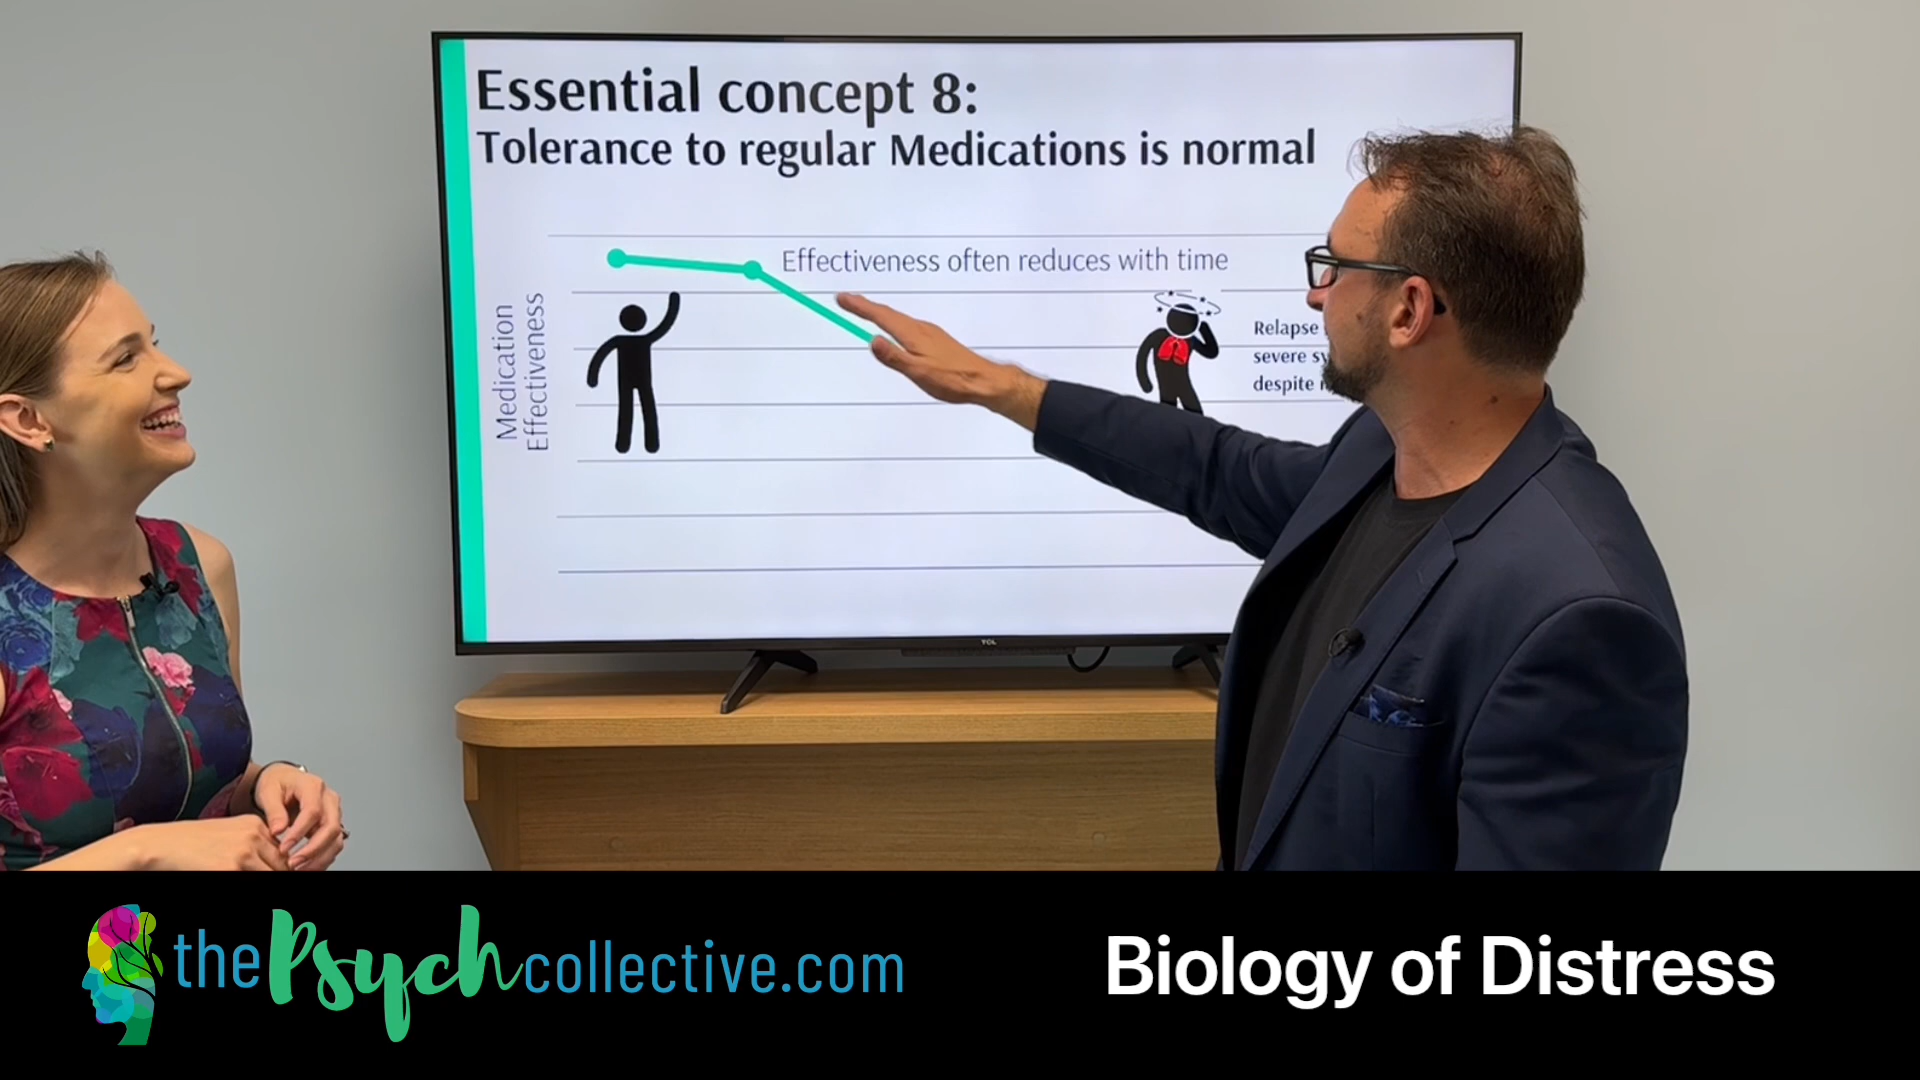 Essential concept 8:
Tolerance to regular Medications is normal
Effectiveness often reduces with time
Medication
Effectiveness
Relapse
severe
despite
TCL
thePsychcollective.com
Biology of Distress